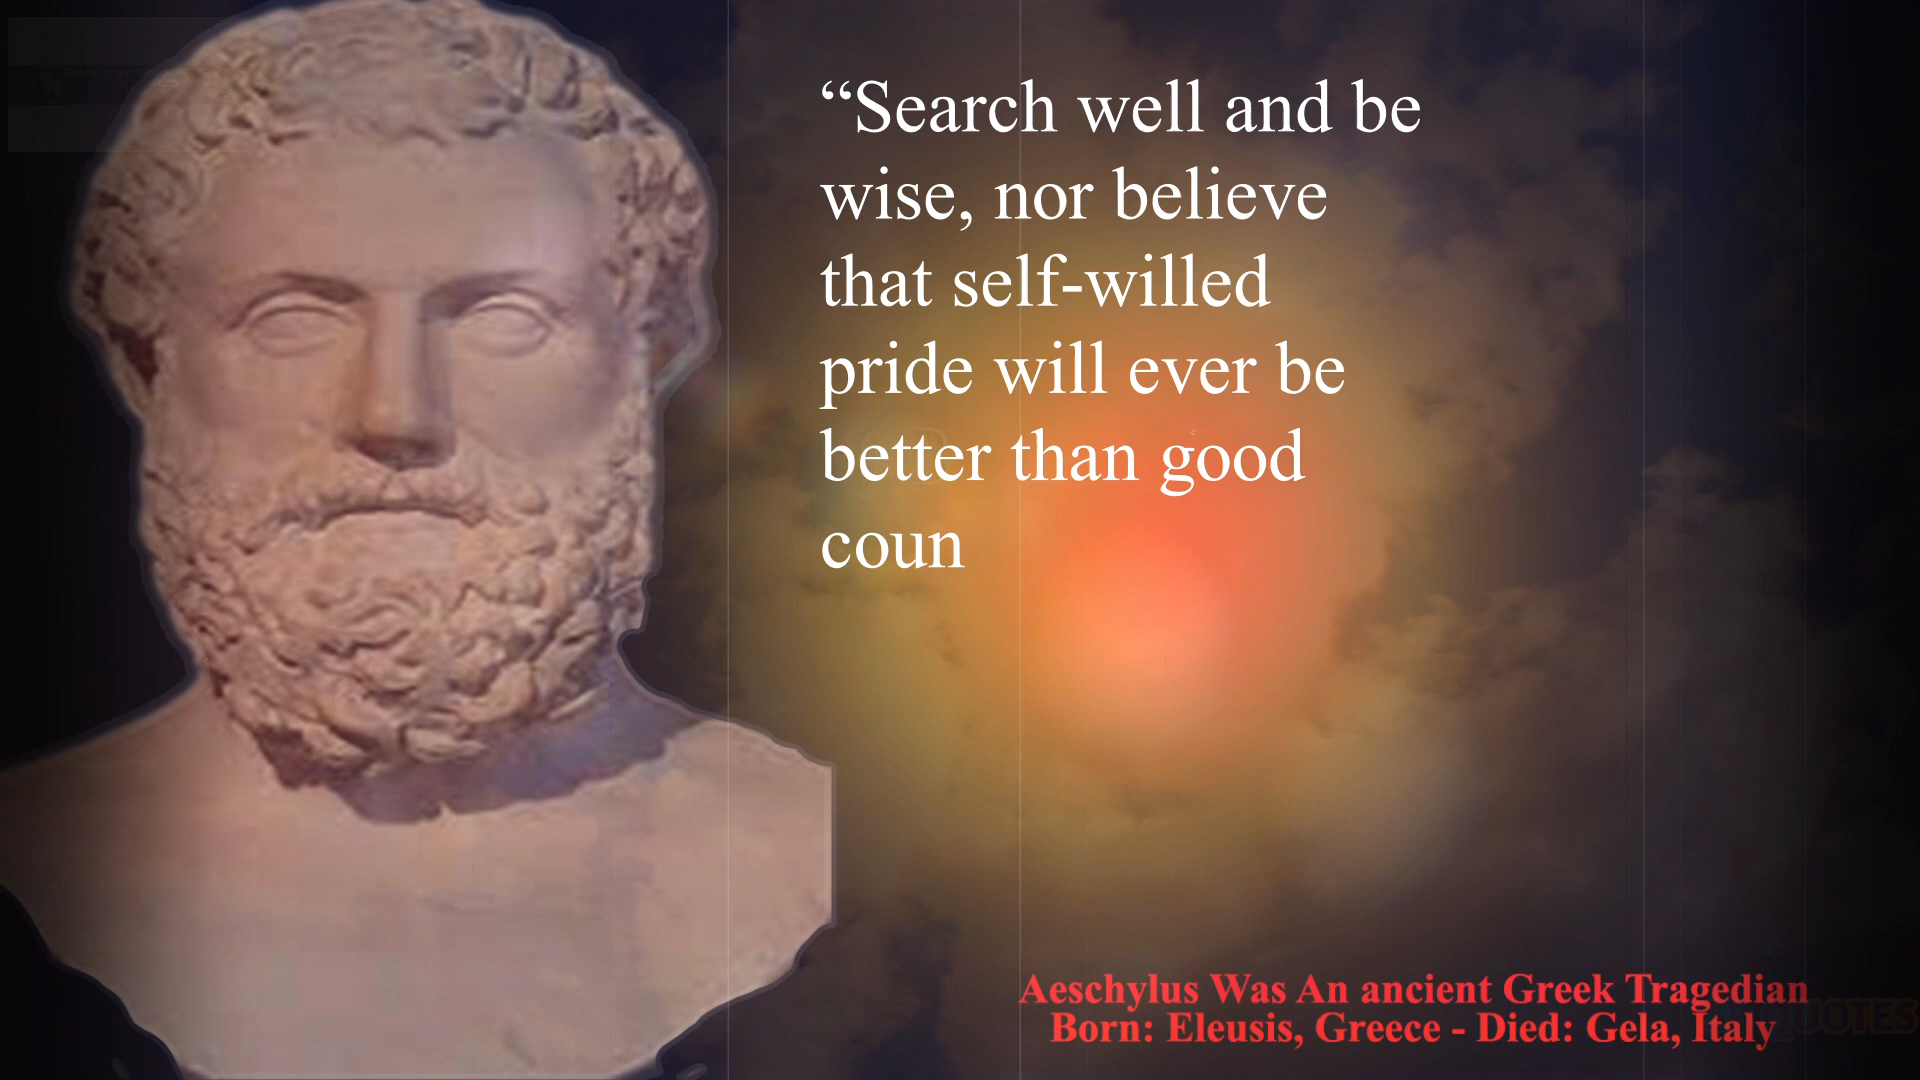 “Search well and be
wise, nor believe
that self-willed
pride will ever be
better than good
coun
Aeschylus Was An ancient Greek Tragedian
Born: Eleusis, Greece - Died: Gela, Italy